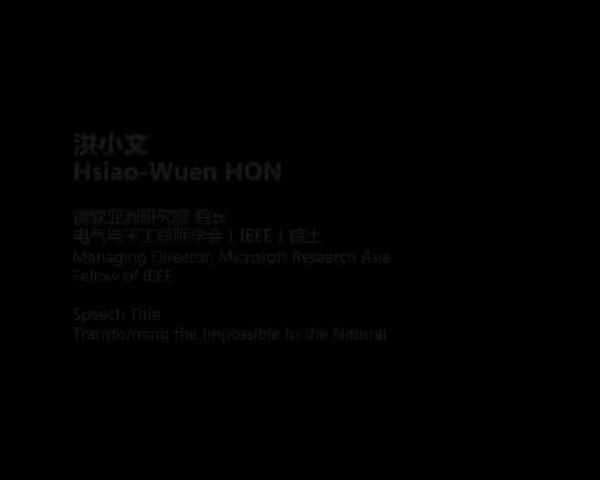 洪小文
Hsiao-Wuen HON
微软亚洲研究院 院长
电气电子工程师学会（IEEE）院士
Managing Director, Microsoft Research Asia
Fellow of IEEE
Speech Title
Transforming the Impossible to the Natural